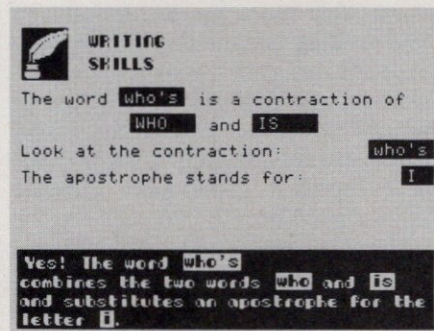 WRITING
SKILLS
The word who's is a contraction of
WHO and IS
Look at the contraction: who's
The apostrophe stands for: I
Yes! The word who's
combines the two words who and is
and substitutes an apostrophe for the
letter i.